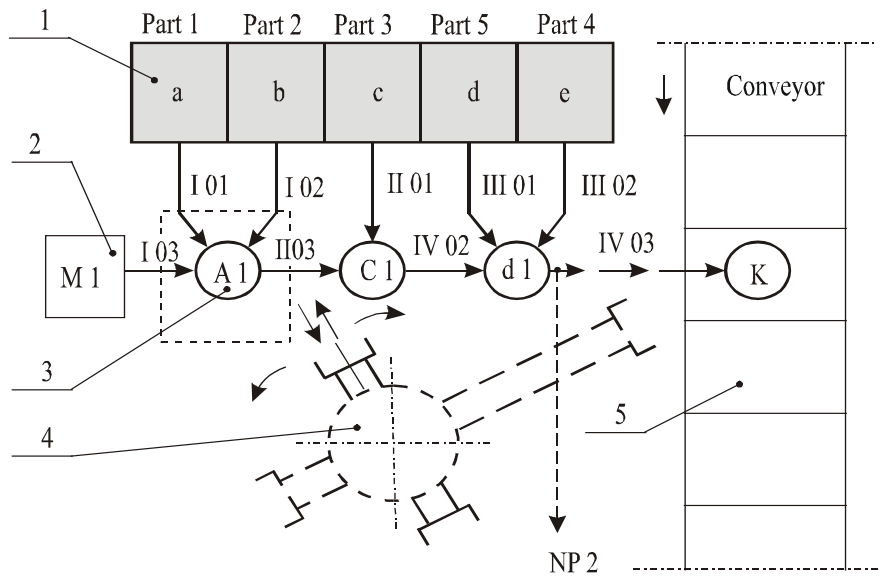 Part 1 Part 2 Part 3 Part 5 Part 4
1
a b c d e
Conveyor
2
I 01 I 02 II 01 III 01 III 02
I 03 II03 IV 02 IV 03
M 1 A 1 C 1 d 1 K
3
4
5
NP 2